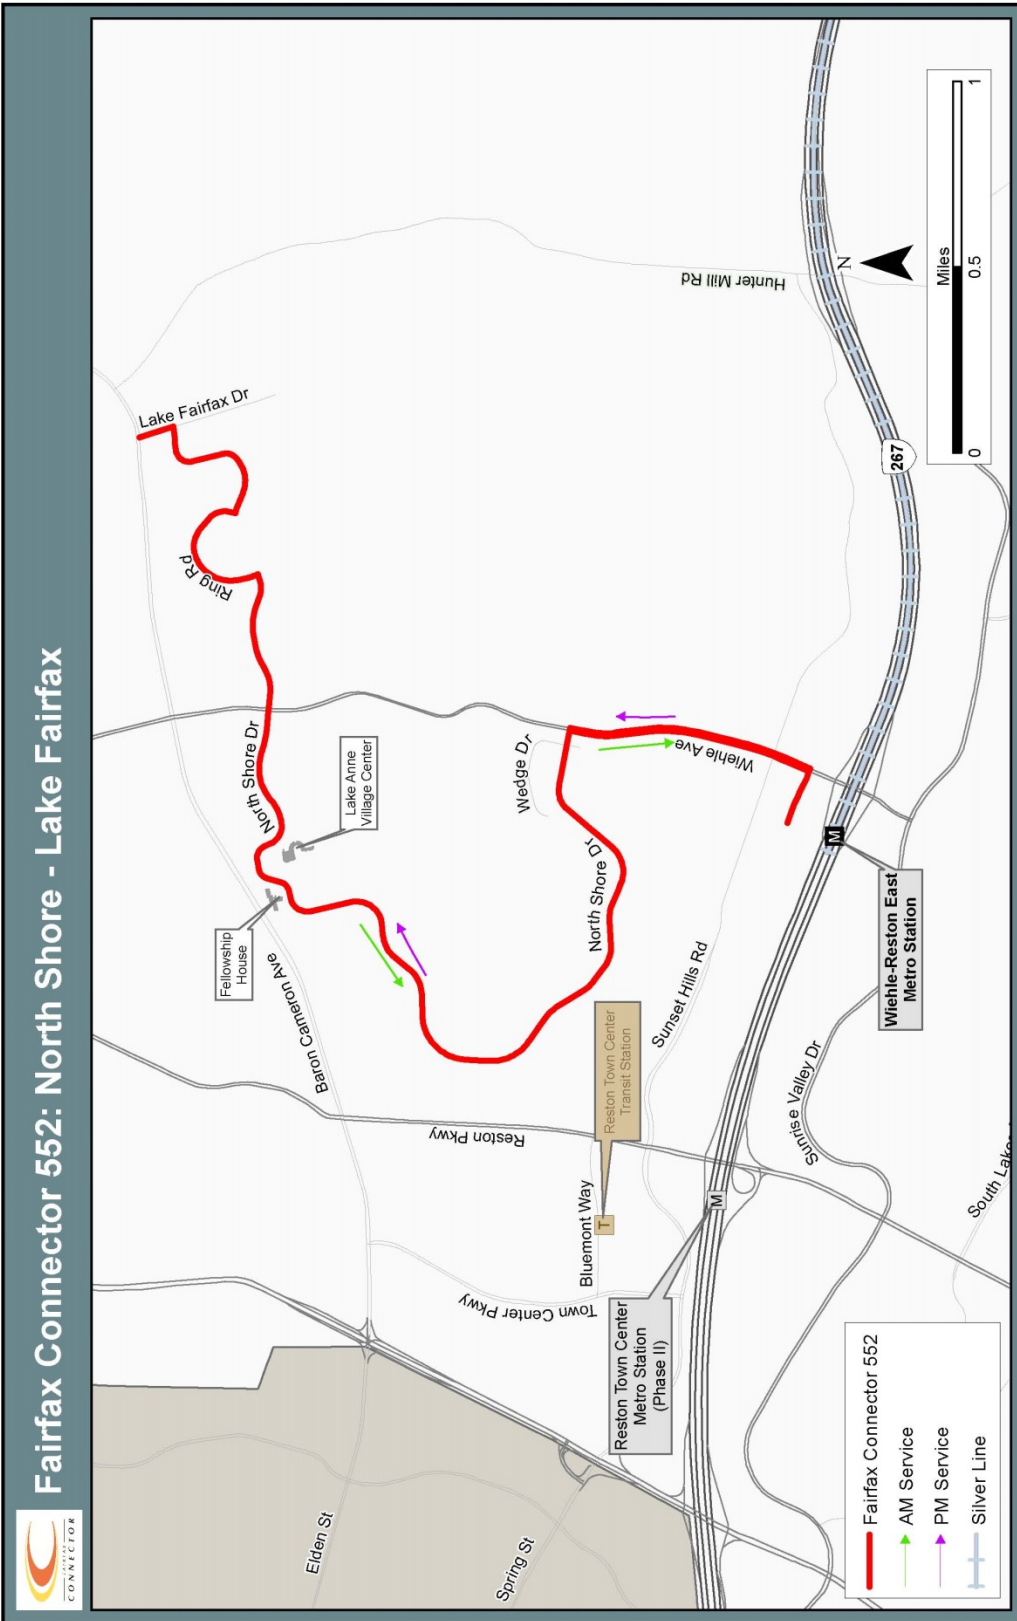 Fairfax Connector 552: North Shore - Lake Fairfax
FAIRFAX
CONNECTOR
Lake Fairfax Dr
Ring Rd
North Shore Dr
Lake Anne
Village Center
Fellowship
House
Baron Cameron Ave
Hunter Mill Rd
Wedge Dr
Wiehle Ave
North Shore Dr
Sunset Hills Rd
Reston Pkwy
Reston Town Center
Transit Station
T
Bluemont Way
Town Center Pkwy
Elden St
Spring St
Reston Town Center
Metro Station
(Phase II)
M
M
Wiehle-Reston East
Metro Station
Sunrise Valley Dr
267
N
Miles
0
0.5
1
Fairfax Connector 552
AM Service
PM Service
Silver Line